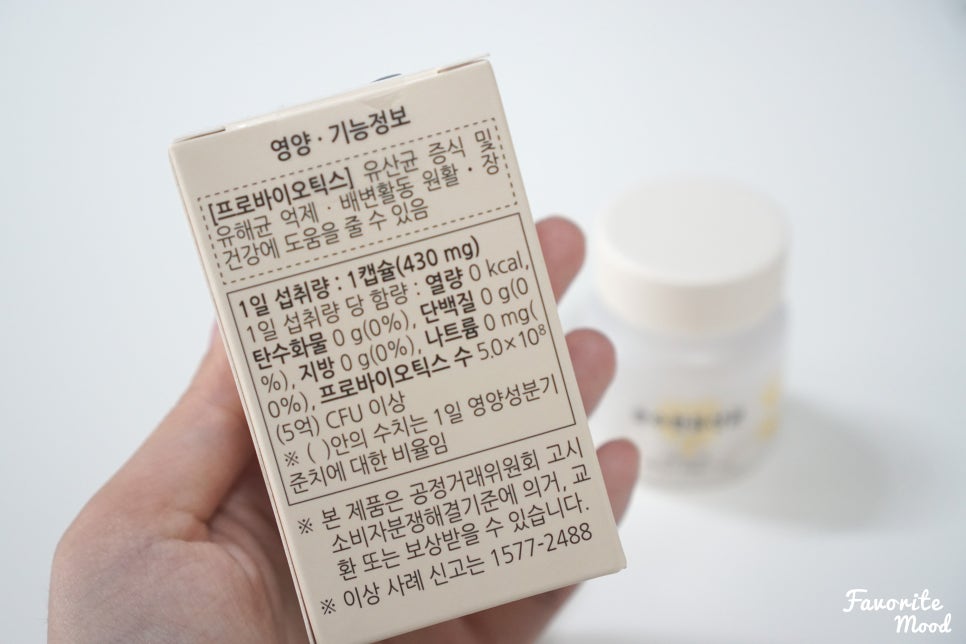 영양 · 기능정보
[프로바이오틱스] 유산균 증식 및
유해균 억제 · 배변활동 원활 · 장
건강에 도움을 줄 수 있음
1일 섭취량 : 1캡슐(430 mg)
1일 섭취량 당 함량 : 열량 0 kcal,
탄수화물 0 g(0%), 단백질 0 g(0
%), 지방 0 g(0%), 나트륨 0 mg(
0%), 프로바이오틱스 수 5.0×10⁸
(5억) CFU 이상
※ ( )안의 수치는 1일 영양성분기
준치에 대한 비율임
※ 본 제품은 공정거래위원회 고시
소비자분쟁해결기준에 의거, 교
환 또는 보상받을 수 있습니다.
※ 이상 사례 신고는 1577-2488
Favorite
Mood